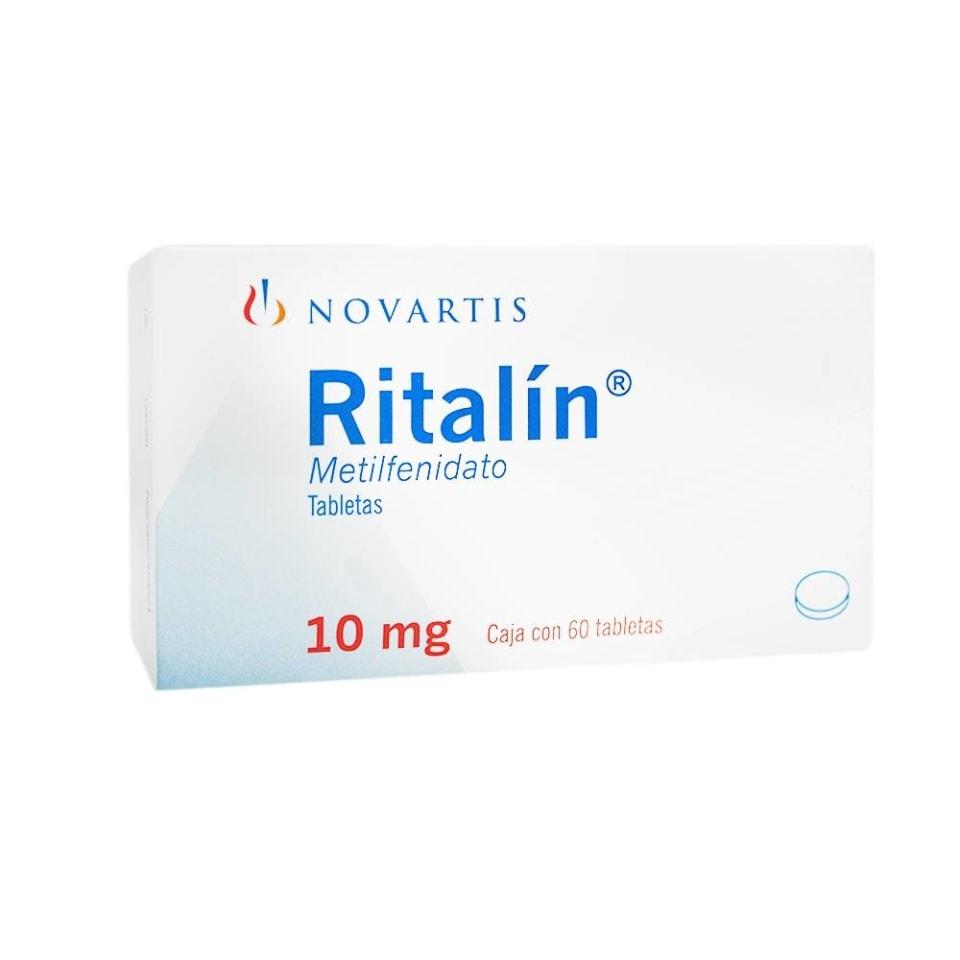 NOVARTIS
Ritalín®
Metilfenidato
Tabletas
10 mg Caja con 60 tabletas